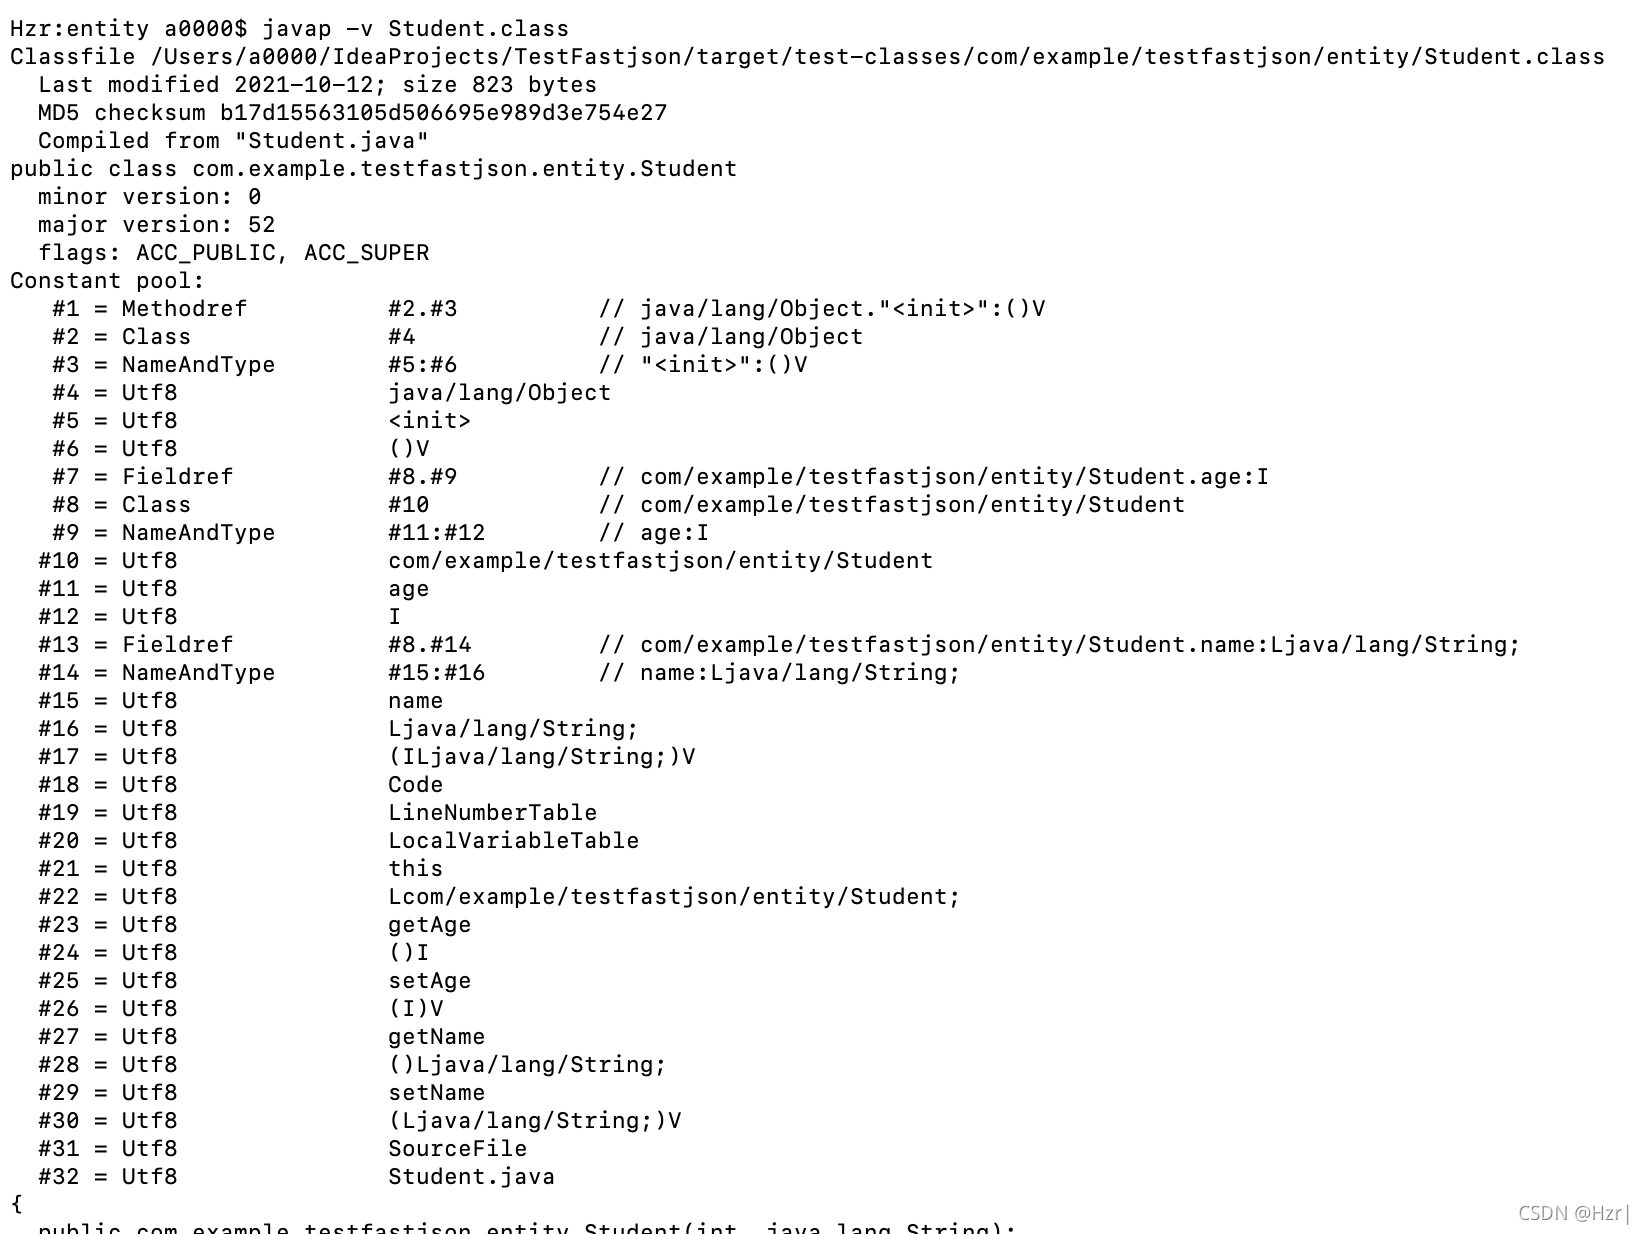 Hzr:entity a0000$ javap -v Student.class
Classfile /Users/a0000/IdeaProjects/TestFastjson/target/test-classes/com/example/testfastjson/entity/Student.class
  Last modified 2021-10-12; size 823 bytes
  MD5 checksum b17d15563105d506695e989d3e754e27
  Compiled from "Student.java"
public class com.example.testfastjson.entity.Student
  minor version: 0
  major version: 52
  flags: ACC_PUBLIC, ACC_SUPER
Constant pool:
   #1 = Methodref          #2.#3          // java/lang/Object."<init>":()V
   #2 = Class              #4             // java/lang/Object
   #3 = NameAndType        #5:#6          // "<init>":()V
   #4 = Utf8               java/lang/Object
   #5 = Utf8               <init>
   #6 = Utf8               ()V
   #7 = Fieldref           #8.#9          // com/example/testfastjson/entity/Student.age:I
   #8 = Class              #10            // com/example/testfastjson/entity/Student
   #9 = NameAndType        #11:#12        // age:I
  #10 = Utf8               com/example/testfastjson/entity/Student
  #11 = Utf8               age
  #12 = Utf8               I
  #13 = Fieldref           #8.#14         // com/example/testfastjson/entity/Student.name:Ljava/lang/String;
  #14 = NameAndType        #15:#16        // name:Ljava/lang/String;
  #15 = Utf8               name
  #16 = Utf8               Ljava/lang/String;
  #17 = Utf8               (ILjava/lang/String;)V
  #18 = Utf8               Code
  #19 = Utf8               LineNumberTable
  #20 = Utf8               LocalVariableTable
  #21 = Utf8               this
  #22 = Utf8               Lcom/example/testfastjson/entity/Student;
  #23 = Utf8               getAge
  #24 = Utf8               ()I
  #25 = Utf8               setAge
  #26 = Utf8               (I)V
  #27 = Utf8               getName
  #28 = Utf8               ()Ljava/lang/String;
  #29 = Utf8               setName
  #30 = Utf8               (Ljava/lang/String;)V
  #31 = Utf8               SourceFile
  #32 = Utf8               Student.java
{
  public com.example.testfastjson.entity.Student(int, java.lang.String);
CSDN @Hzr|